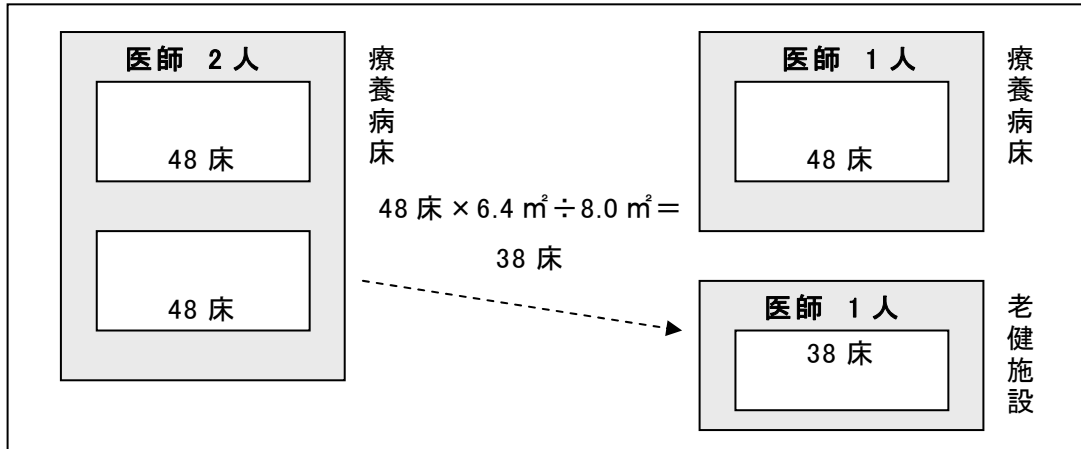 医師 2人
48 床
48 床
療養病床
48 床 × 6.4 ㎡ ÷ 8.0 ㎡ =
38 床
医師 1人
48 床
療養病床
医師 1人
38 床
老健施設